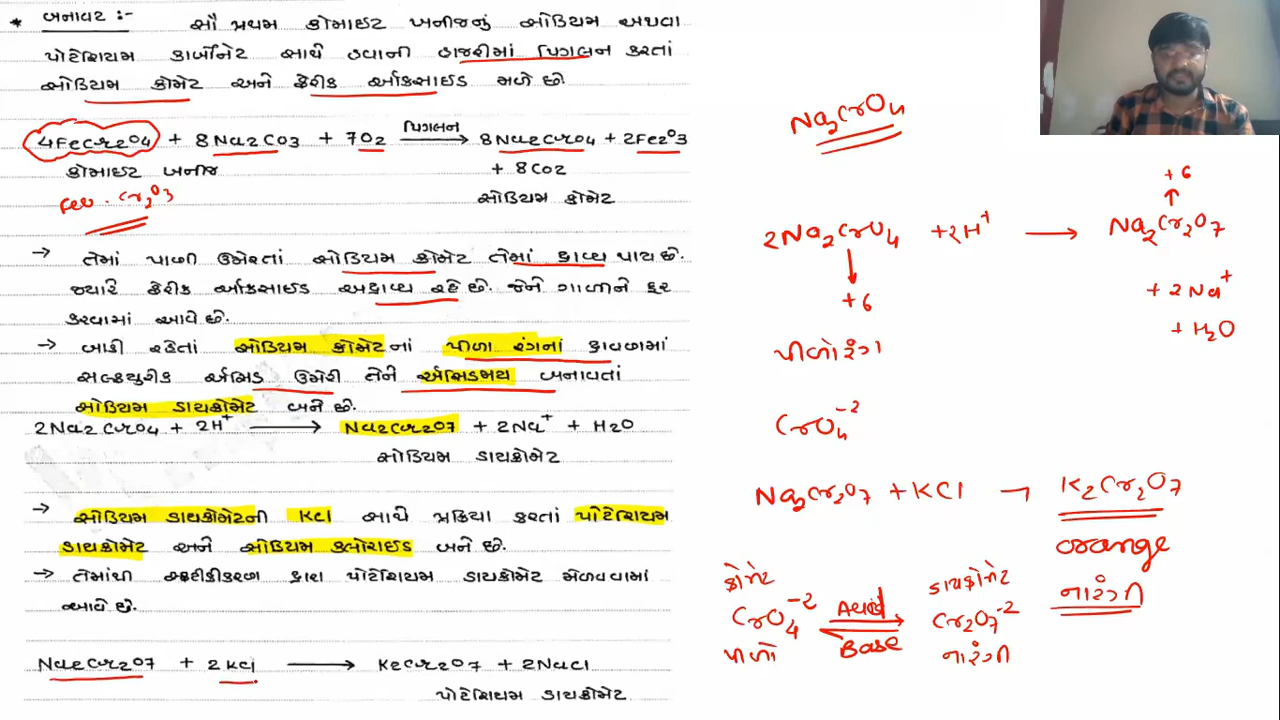 * બનાવટ :- સૌ પ્રથમ ક્રોમાઇટ ખનીજનું સોડિયમ અથવા
પોટેશિયમ કાર્બોનેટ સાથે હવાની હાજરીમાં પિગલન કરતાં
સોડિયમ ક્રોમેટ અને ફેરીક ઓકસાઇડ મળે છે.
4FeCr2O4 + 8Na2CO3 + 7O2 પિગલન → 8Na2CrO4 + 2Fe2O3
ક્રોમાઇટ ખનીજ + 8CO2
FeO · Cr2O3 સોડિયમ ક્રોમેટ
→ તેમાં પાણી ઉમેરતાં સોડિયમ ક્રોમેટ તેમાં દ્રાવ્ય થાય છે.
જ્યારે ફેરીક ઓકસાઇડ અદ્રાવ્ય રહે છે. જેને ગાળીને દૂર
કરવામાં આવે છે.
→ બાકી રહેતાં સોડિયમ ક્રોમેટનાં પીળા રંગનાં દ્રાવણમાં
સલ્ફ્યુરીક એસિડ ઉમેરી તેને એસિડમય બનાવતાં
સોડિયમ ડાયક્રોમેટ બને છે.
2Na2CrO4 + 2H+ → Na2Cr2O7 + 2Na+ + H2O
સોડિયમ ડાયક્રોમેટ
→ સોડિયમ ડાયક્રોમેટની KCl સાથે પ્રક્રિયા કરતાં પોટેશિયમ
ડાયક્રોમેટ અને સોડિયમ ક્લોરાઇડ બને છે.
→ તેમાંથી સ્ફટીકીકરણ દ્વારા પોટેશિયમ ડાયક્રોમેટ મેળવવામાં
આવે છે.
Na2Cr2O7 + 2KCl → K2Cr2O7 + 2NaCl
પોટેશિયમ ડાયક્રોમેટ
Na2CrO4
+6
↑
2Na2CrO4 + 2H+ → Na2Cr2O7
↓
+6
+ 2Na+
+ H2O
પીળો રંગ
CrO4-2
Na2Cr2O7 + KCl → K2Cr2O7
orange
નારંગી
ક્રોમેટ ડાયક્રોમેટ
CrO4-2 Acid ⇌ Base Cr2O7-2
પીળો નારંગી